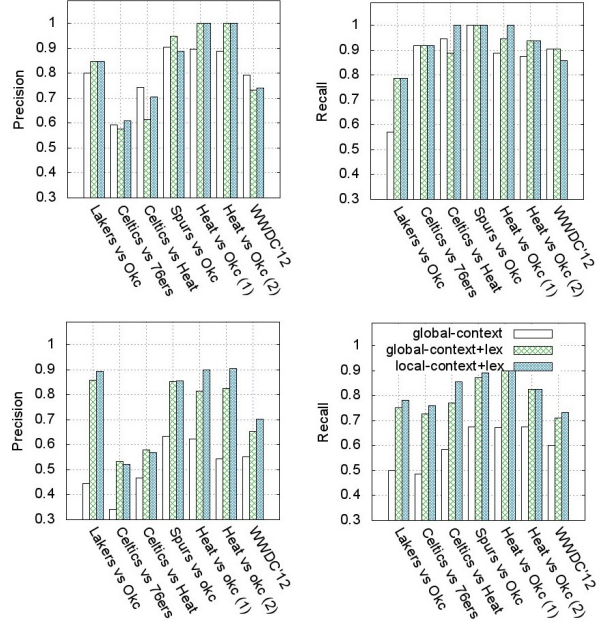 1
0.9
0.8
0.7
0.6
0.5
0.4
0.3
Precision
Lakers vs Okc
Celtics vs 76ers
Celtics vs Heat
Spurs vs Okc
Heat vs Okc (1)
Heat vs Okc (2)
WWDC'12
1
0.9
0.8
0.7
0.6
0.5
0.4
0.3
Recall
Lakers vs Okc
Celtics vs 76ers
Celtics vs Heat
Spurs vs Okc
Heat vs Okc (1)
Heat vs Okc (2)
WWDC'12
1
0.9
0.8
0.7
0.6
0.5
0.4
0.3
Precision
Lakers vs Okc
Celtics vs 76ers
Celtics vs Heat
Spurs vs okc
Heat vs okc (1)
Heat vs okc (2)
WWDC'12
global-context
global-context+lex
local-context+lex
1
0.9
0.8
0.7
0.6
0.5
0.4
0.3
Recall
Lakers vs Okc
Celtics vs 76ers
Celtics vs Heat
Spurs vs Okc
Heat vs Okc (1)
Heat vs Okc (2)
WWDC'12